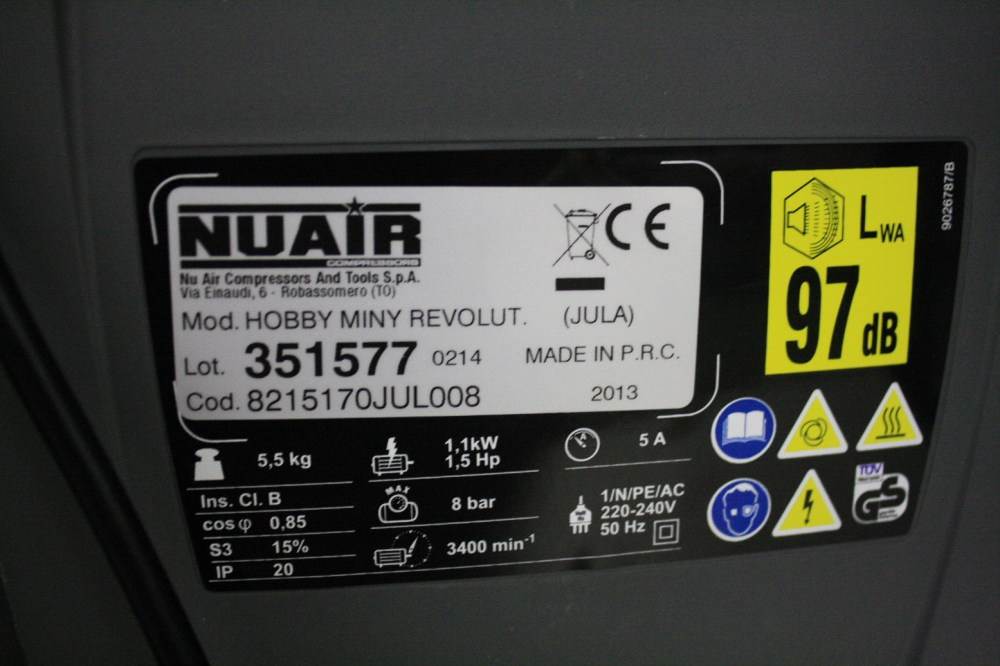 NUAIR
COMPRESSORS
Nu Air Compressors And Tools S.p.A.
Via Einaudi, 6 - Robassomero (TO)
CE
Mod. HOBBY MINY REVOLUT. (JULA)
Lot. 351577 0214 MADE IN P.R.C.
Cod. 8215170JUL008 2013
LWA
97 dB
9026787/B
5,5 kg
Ins. Cl. B
cos φ 0,85
S3 15%
IP 20
1,1kW
1,5 Hp
MAX
8 bar
3400 min-1
A
5 A
1/N/PE/AC
220-240V
50 Hz
TÜV
GS